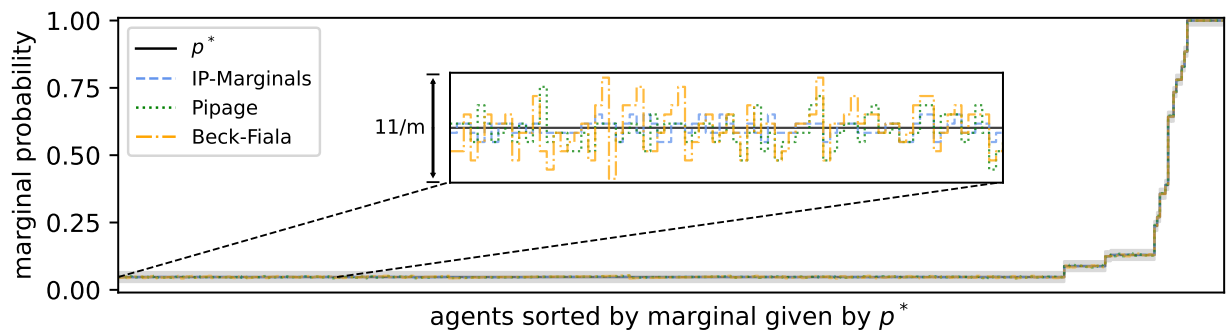 1.00
0.75
0.50
0.25
0.00
marginal probability
p*
IP-Marginals
Pipage
Beck-Fiala
11/m
agents sorted by marginal given by p*